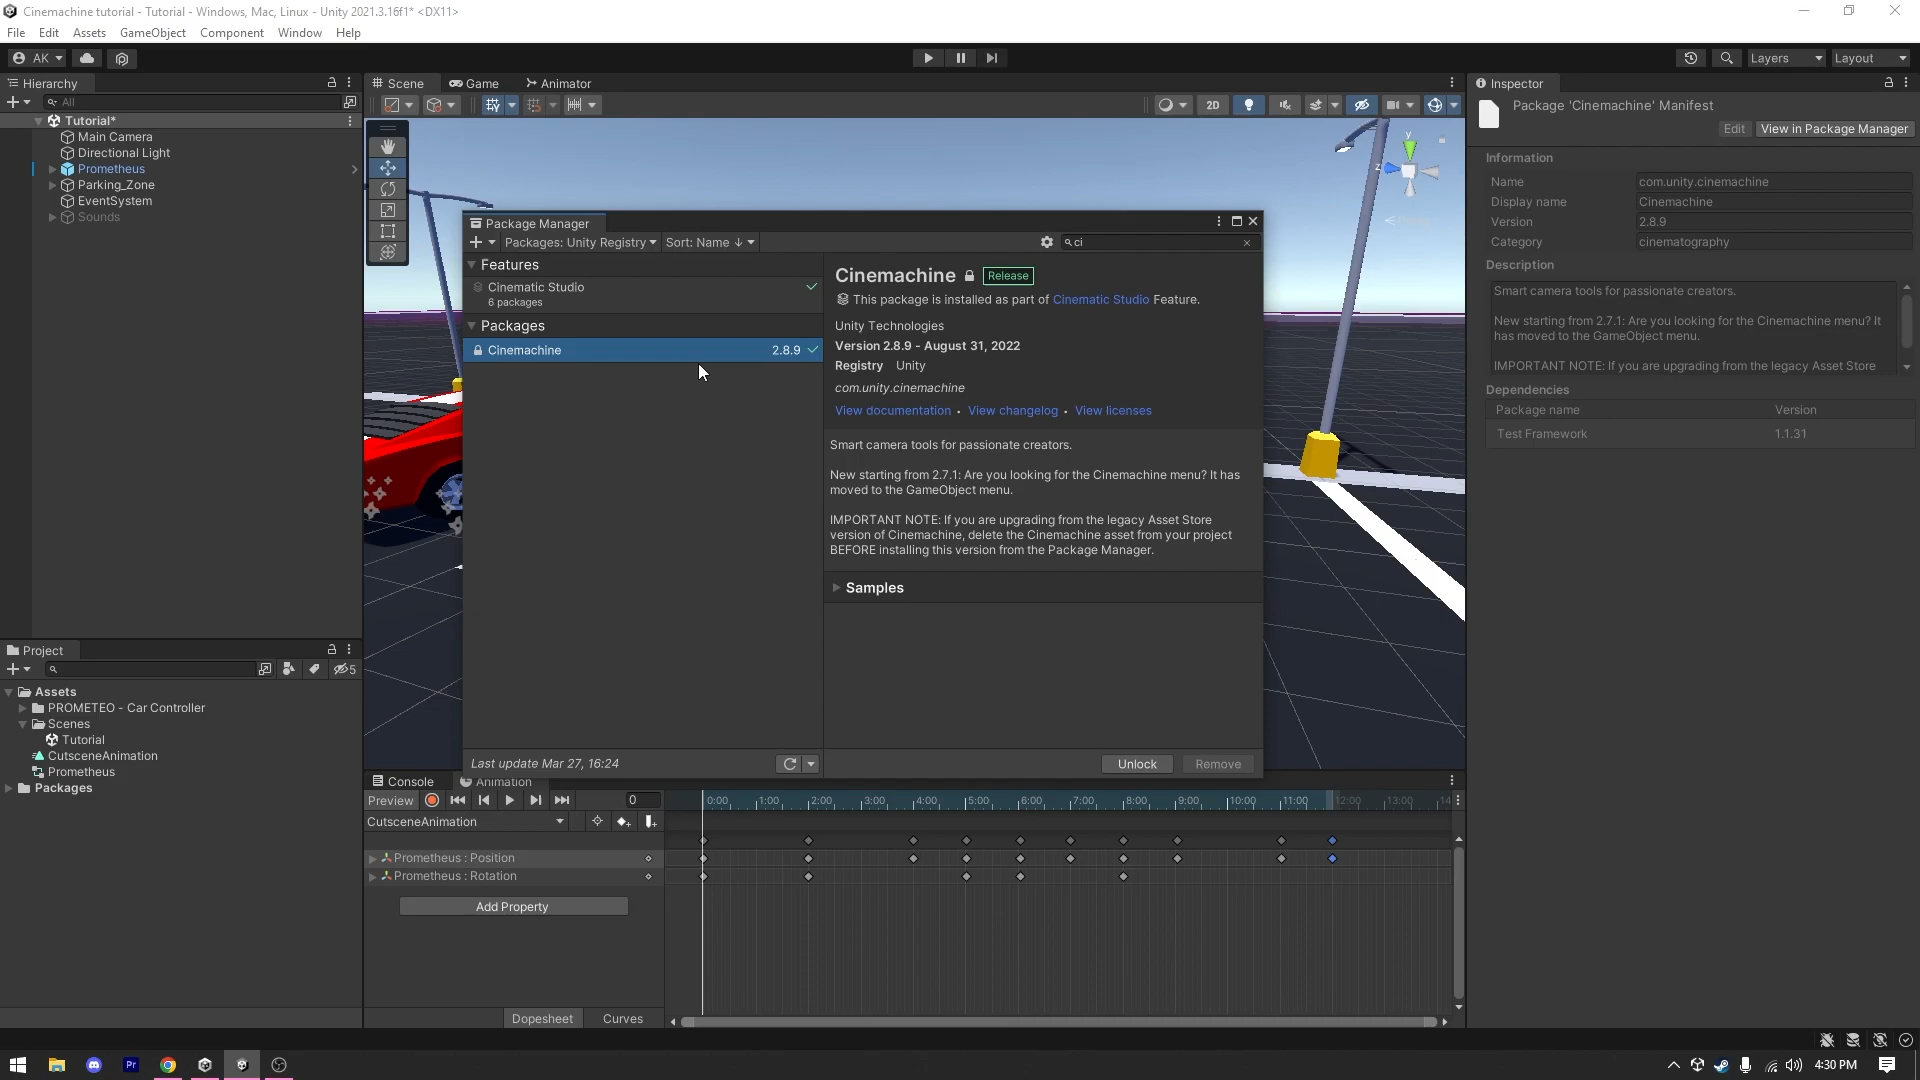 Cinemachine tutorial - Tutorial - Windows, Mac, Linux - Unity 2021.3.16f1* <DX11>
File Edit Assets GameObject Component Window Help
AK Layers Layout
Hierarchy
All
Tutorial*
Main Camera
Directional Light
Prometheus
Parking_Zone
EventSystem
Sounds
Scene Game Animator
2D
y
z
Package Manager
Packages: Unity Registry Sort: Name ↓ ci
Features
Cinematic Studio
6 packages
Packages
Cinemachine 2.8.9
Last update Mar 27, 16:24
Cinemachine Release
This package is installed as part of Cinematic Studio Feature.
Unity Technologies
Version 2.8.9 - August 31, 2022
Registry Unity
com.unity.cinemachine
View documentation • View changelog • View licenses
Smart camera tools for passionate creators.
New starting from 2.7.1: Are you looking for the Cinemachine menu? It has
moved to the GameObject menu.
IMPORTANT NOTE: If you are upgrading from the legacy Asset Store
version of Cinemachine, delete the Cinemachine asset from your project
BEFORE installing this version from the Package Manager.
Samples
Unlock Remove
Inspector
Package 'Cinemachine' Manifest
Edit View in Package Manager
Information
Name com.unity.cinemachine
Display name Cinemachine
Version 2.8.9
Category cinematography
Description
Smart camera tools for passionate creators.
New starting from 2.7.1: Are you looking for the Cinemachine menu? It
has moved to the GameObject menu.
IMPORTANT NOTE: If you are upgrading from the legacy Asset Store
Dependencies
Package name Version
Test Framework 1.1.31
Project
5
Assets
PROMETEO - Car Controller
Scenes
Tutorial
CutsceneAnimation
Prometheus
Packages
Console Animation
Preview 0 0:00 1:00 2:00 3:00 4:00 5:00 6:00 7:00 8:00 9:00 10:00 11:00 12:00 13:00 14
CutsceneAnimation
Prometheus : Position
Prometheus : Rotation
Add Property
Dopesheet Curves
Pr 4:30 PM